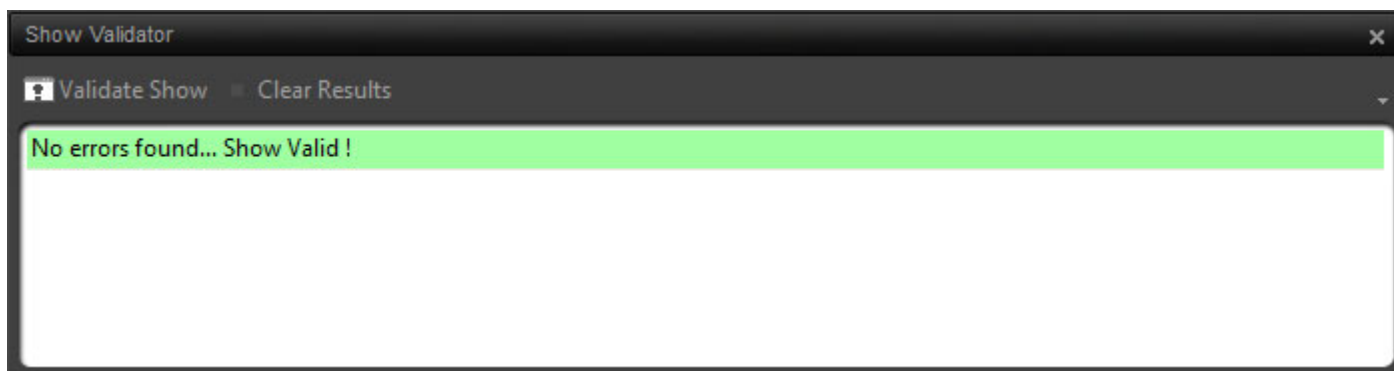 Show Validator
Validate Show Clear Results
No errors found... Show Valid !